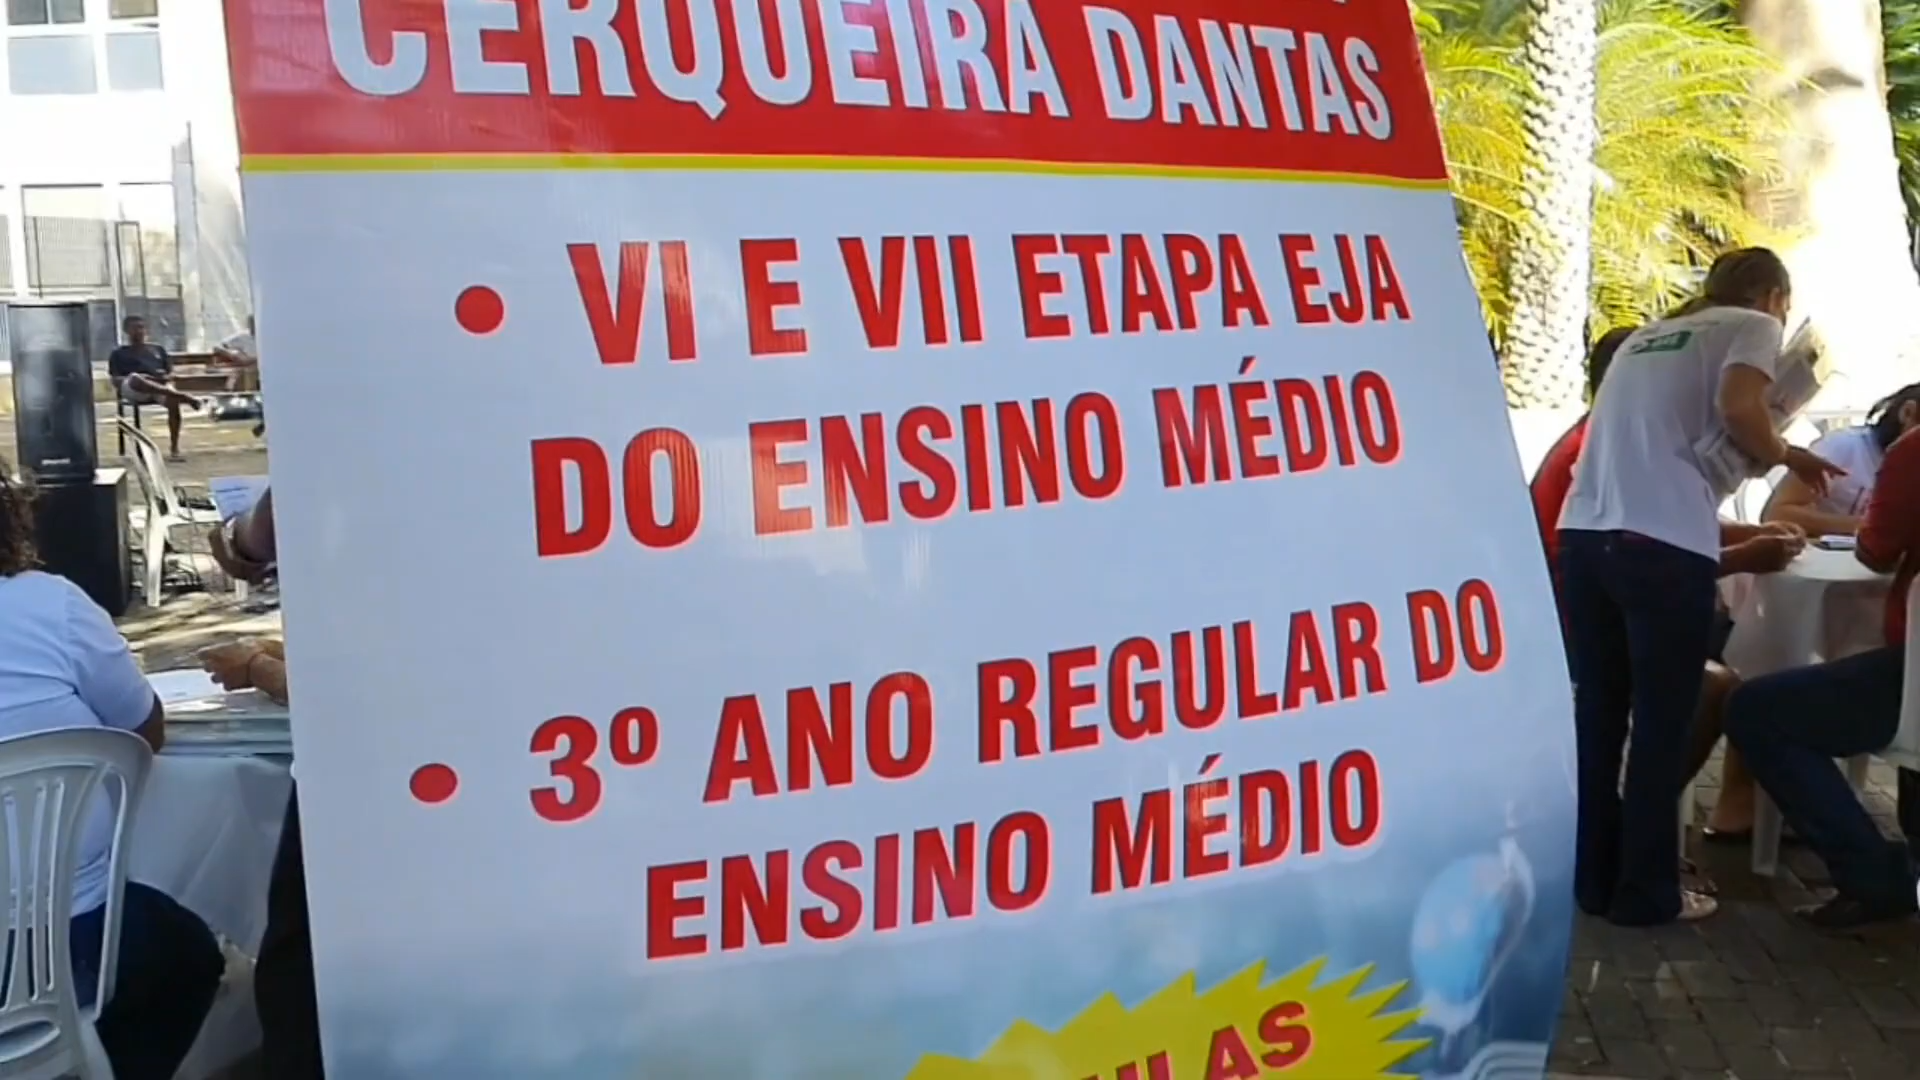 CERQUEIRA DANTAS
• VI E VII ETAPA EJA
DO ENSINO MÉDIO
• 3º ANO REGULAR DO
ENSINO MÉDIO